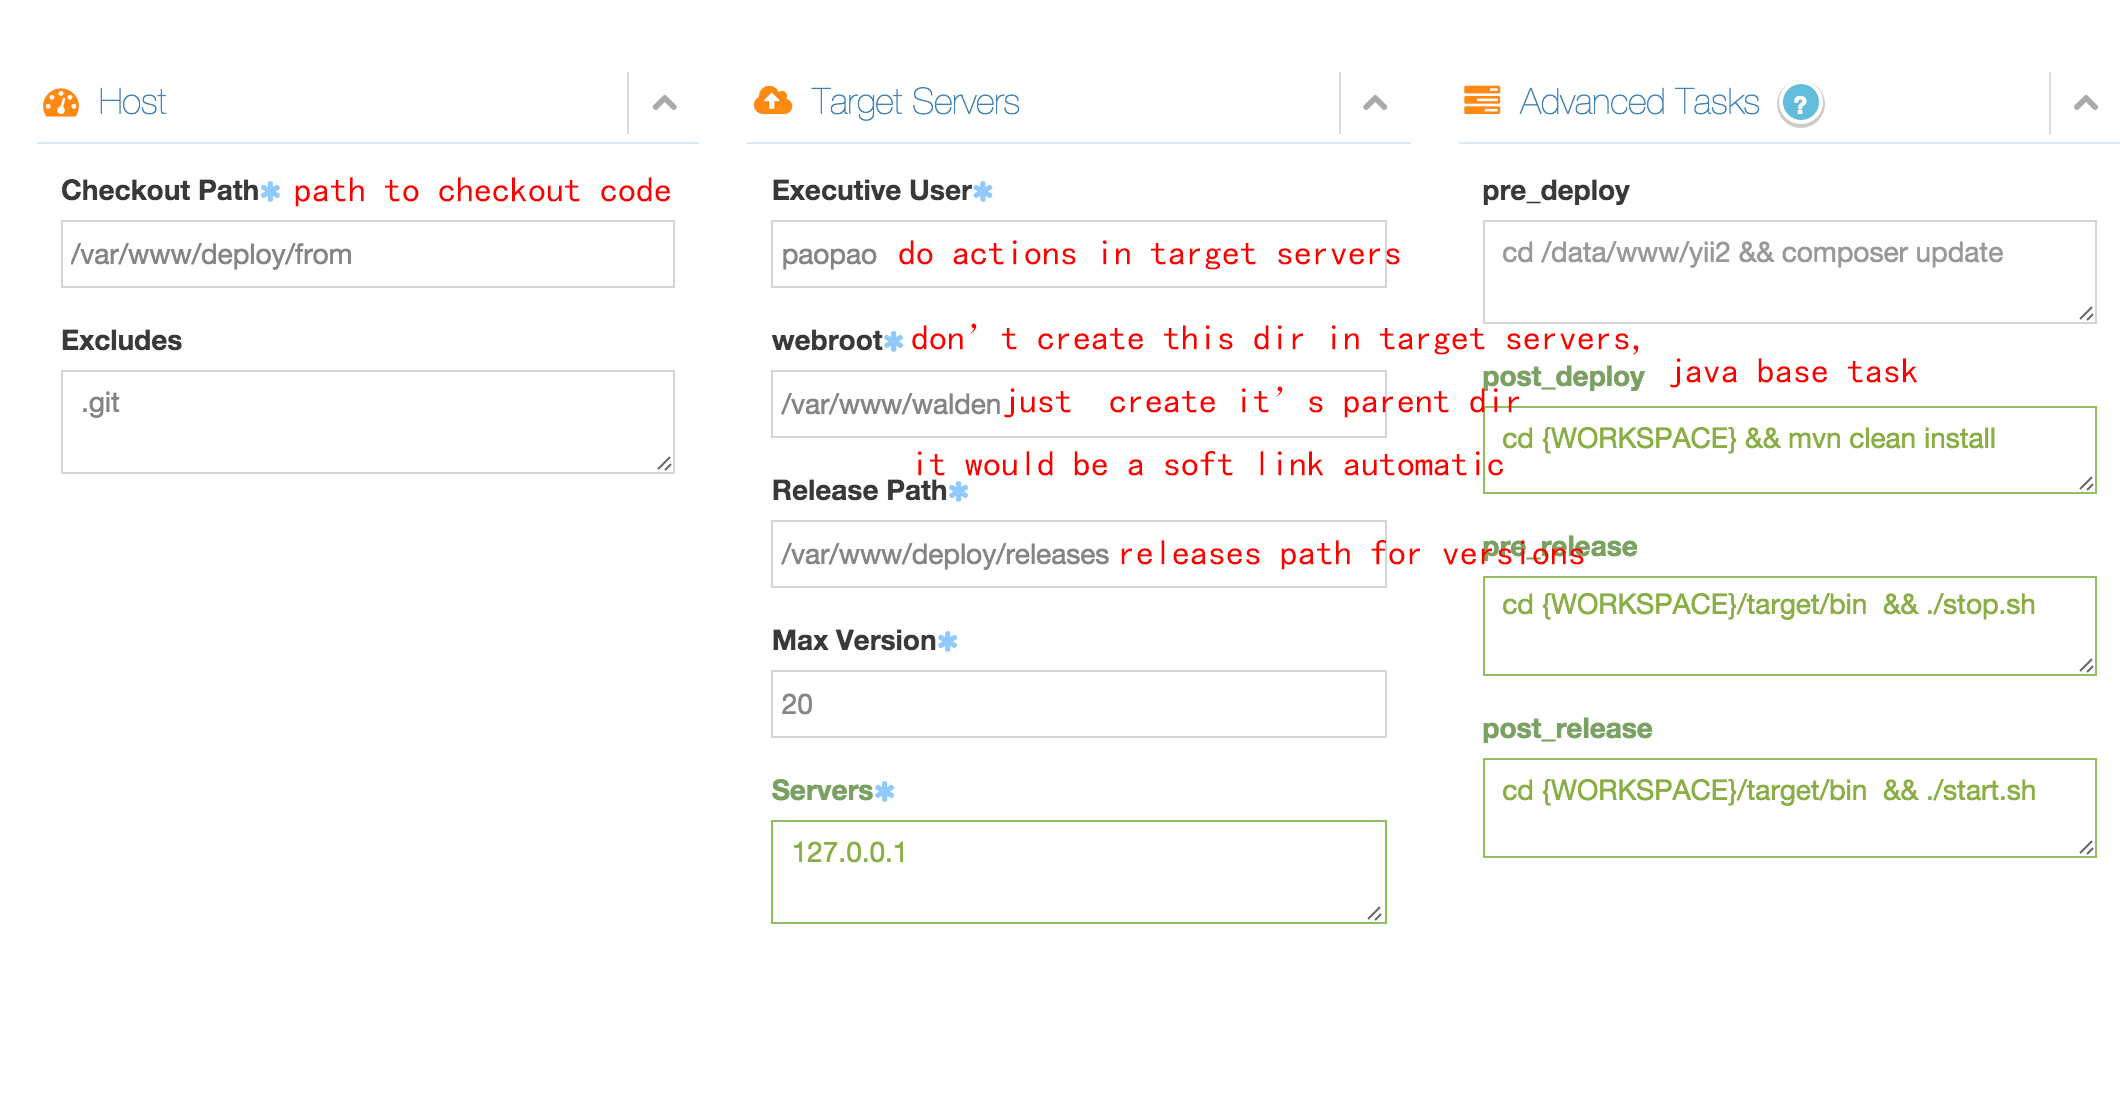 Host
Checkout Path* path to checkout code
/var/www/deploy/from
Excludes
.git
Target Servers
Executive User*
paopao do actions in target servers
webroot* don’t create this dir in target servers,
/var/www/walden just create it’s parent dir
it would be a soft link automatic
Release Path*
/var/www/deploy/releases releases path for versions
Max Version*
20
Servers*
127.0.0.1
Advanced Tasks ?
pre_deploy
cd /data/www/yii2 && composer update
post_deploy java base task
cd {WORKSPACE} && mvn clean install
pre_release
cd {WORKSPACE}/target/bin && ./stop.sh
post_release
cd {WORKSPACE}/target/bin && ./start.sh